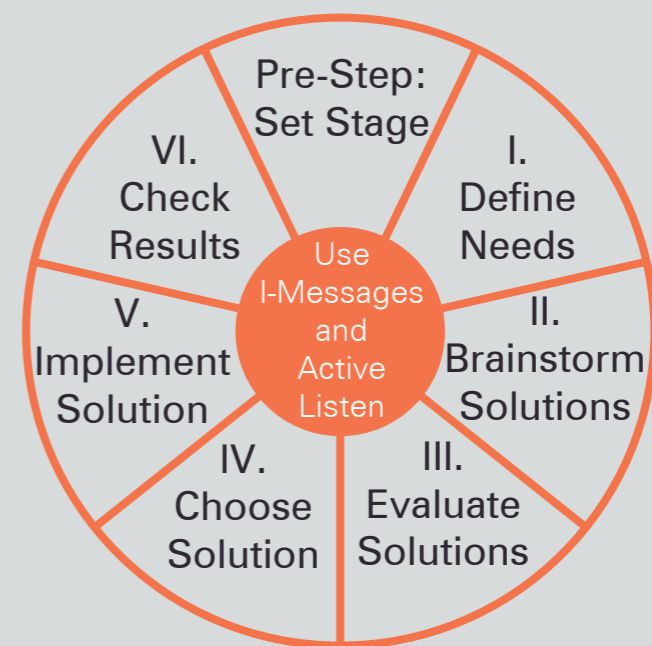 Pre-Step:
Set Stage
I.
Define
Needs
II.
Brainstorm
Solutions
III.
Evaluate
Solutions
IV.
Choose
Solution
V.
Implement
Solution
VI.
Check
Results
Use
I-Messages
and
Active
Listen